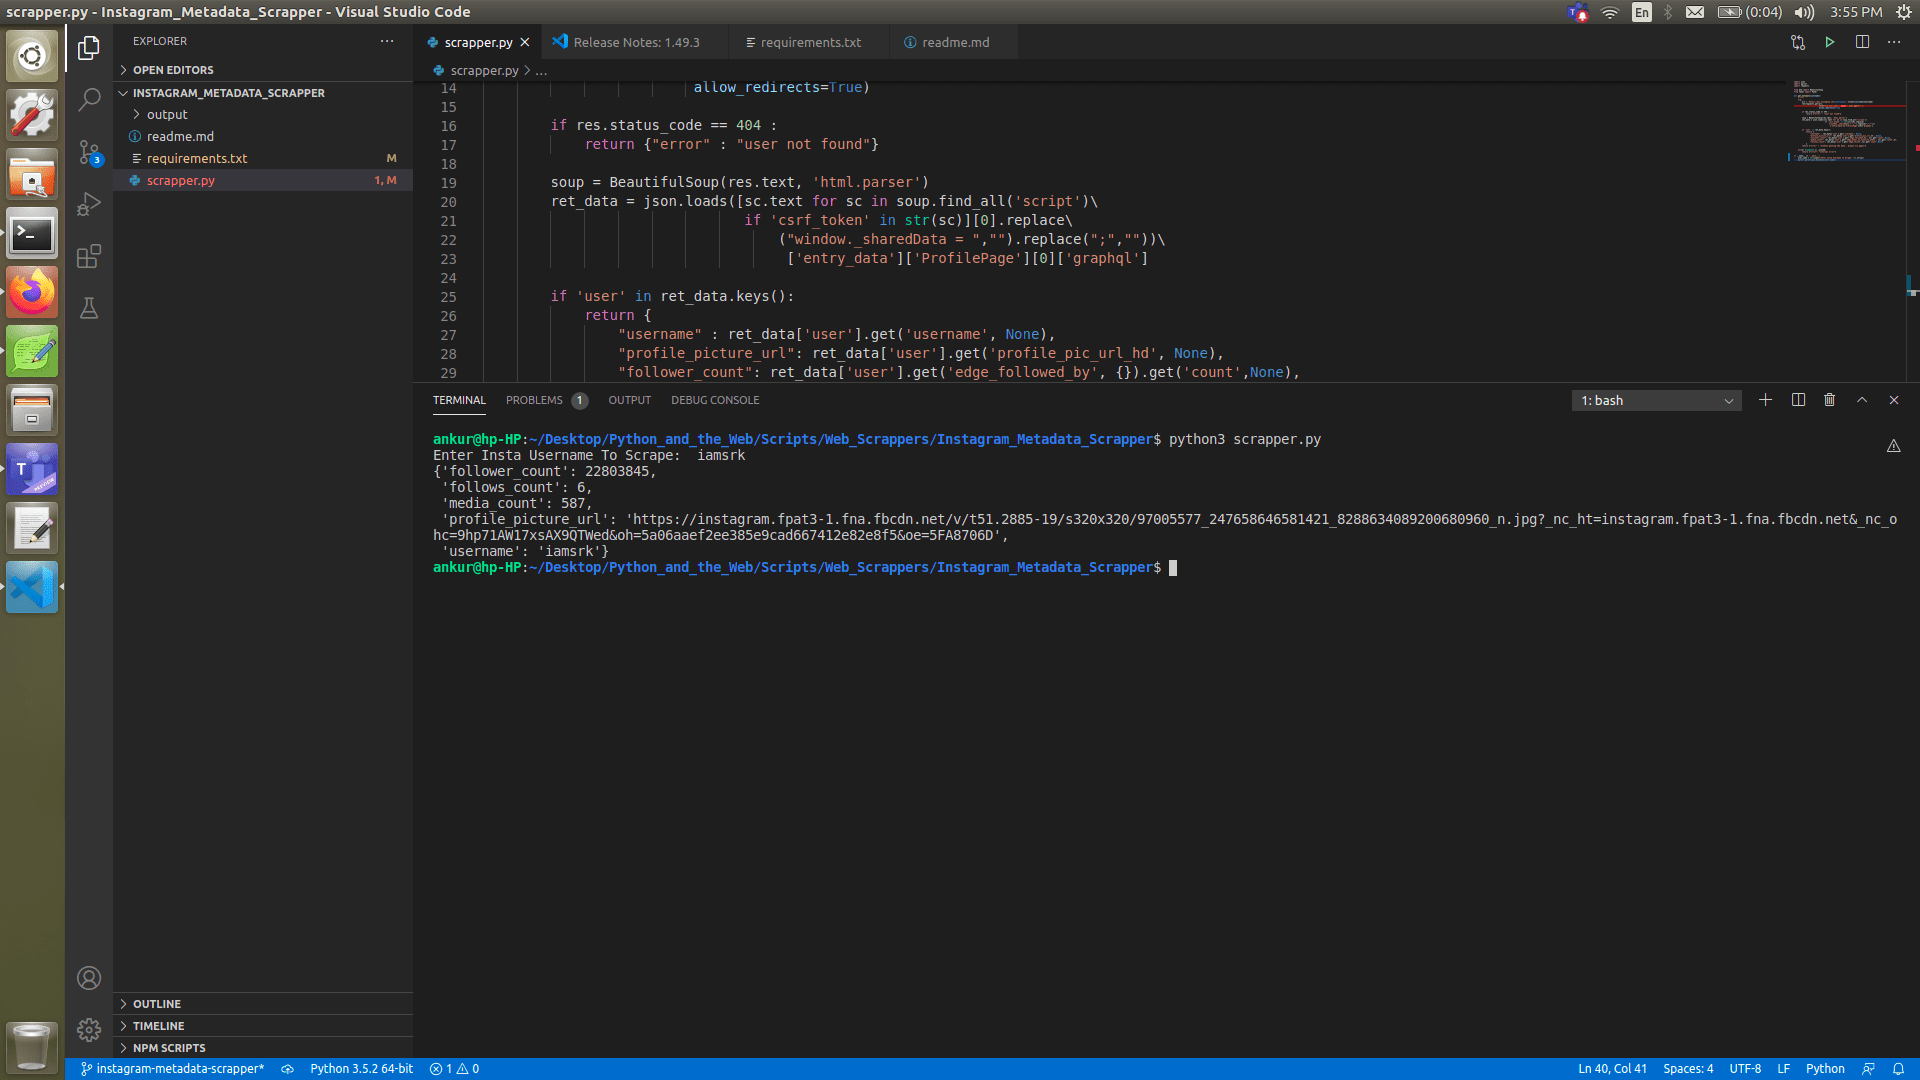 scrapper.py - Instagram_Metadata_Scrapper - Visual Studio Code
En
(0:04)
3:55 PM
EXPLORER
OPEN EDITORS
INSTAGRAM_METADATA_SCRAPPER
output
readme.md
requirements.txt M
scrapper.py 1, M
OUTLINE
TIMELINE
NPM SCRIPTS
3
T
PREVIEW
scrapper.py
Release Notes: 1.49.3
requirements.txt
readme.md
scrapper.py > ...
14 allow_redirects=True)
15
16 if res.status_code == 404 :
17 return {"error" : "user not found"}
18
19 soup = BeautifulSoup(res.text, 'html.parser')
20 ret_data = json.loads([sc.text for sc in soup.find_all('script')\
21 if 'csrf_token' in str(sc)][0].replace\
22 ("window._sharedData = ","").replace(";",""))\
23 ['entry_data']['ProfilePage'][0]['graphql']
24
25 if 'user' in ret_data.keys():
26 return {
27 "username" : ret_data['user'].get('username', None),
28 "profile_picture_url": ret_data['user'].get('profile_pic_url_hd', None),
29 "follower_count": ret_data['user'].get('edge_followed_by', {}).get('count',None),
TERMINAL PROBLEMS 1 OUTPUT DEBUG CONSOLE
1: bash
ankur@hp-HP:~/Desktop/Python_and_the_Web/Scripts/Web_Scrappers/Instagram_Metadata_Scrapper$ python3 scrapper.py
Enter Insta Username To Scrape:  iamsrk
{'follower_count': 22803845,
'follows_count': 6,
'media_count': 587,
'profile_picture_url': 'https://instagram.fpat3-1.fna.fbcdn.net/v/t51.2885-19/s320x320/97005577_247658646581421_8288634089200680960_n.jpg?_nc_ht=instagram.fpat3-1.fna.fbcdn.net&_nc_o
hc=9hp71AW17xsAX9QTWed&oh=5a06aaef2ee385e9cad667412e82e8f5&oe=5FA8706D',
'username': 'iamsrk'}
ankur@hp-HP:~/Desktop/Python_and_the_Web/Scripts/Web_Scrappers/Instagram_Metadata_Scrapper$
instagram-metadata-scrapper*
Python 3.5.2 64-bit
1 0
Ln 40, Col 41
Spaces: 4
UTF-8
LF
Python